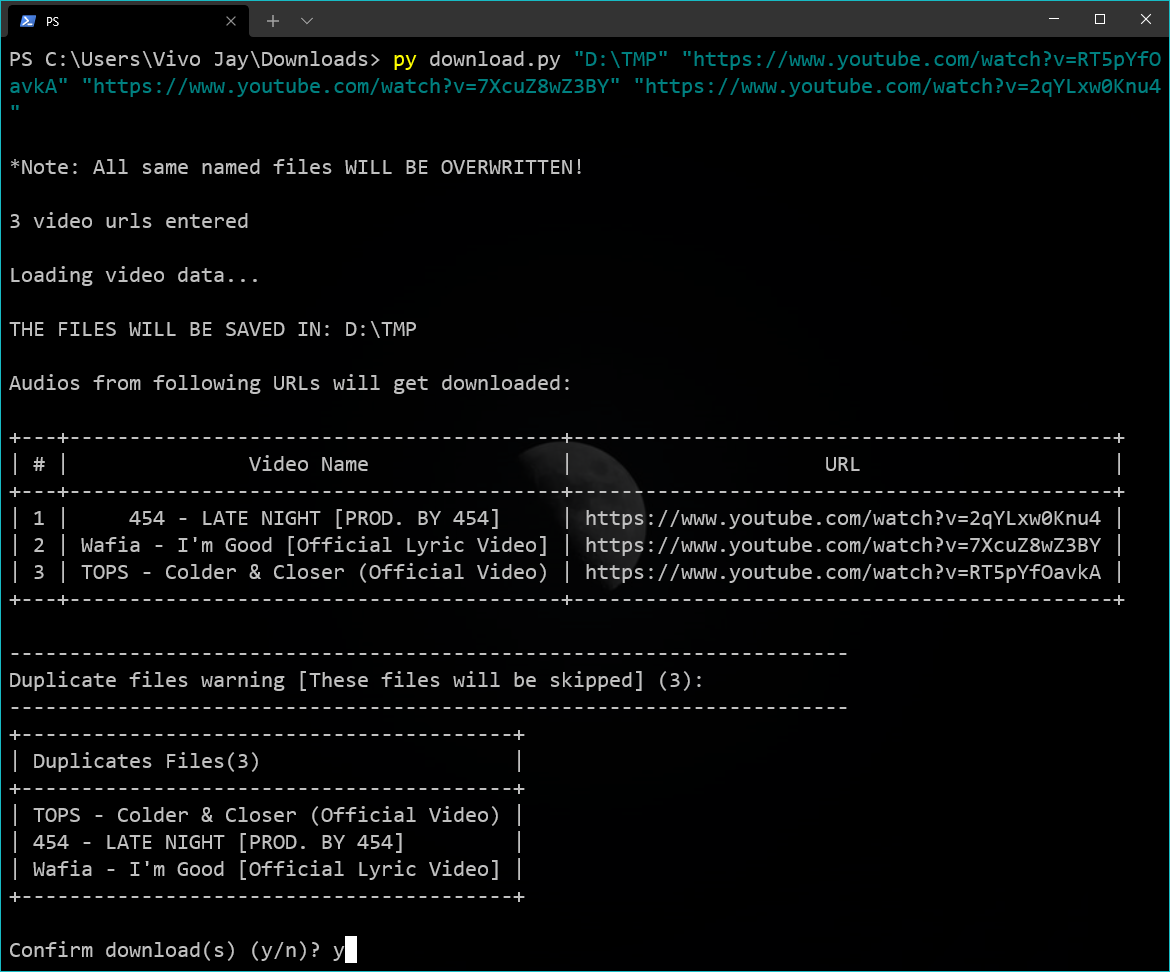 PS
PS C:\Users\Vivo Jay\Downloads> py download.py "D:\TMP" "https://www.youtube.com/watch?v=RT5pYfO
avkA" "https://www.youtube.com/watch?v=7XcuZ8wZ3BY" "https://www.youtube.com/watch?v=2qYLxw0Knu4
"
*Note: All same named files WILL BE OVERWRITTEN!
3 video urls entered
Loading video data...
THE FILES WILL BE SAVED IN: D:\TMP
Audios from following URLs will get downloaded:
+---+-----------------------------------------+---------------------------------------------+
| # |               Video Name                |                     URL                     |
+---+-----------------------------------------+---------------------------------------------+
| 1 |     454 - LATE NIGHT [PROD. BY 454]     | https://www.youtube.com/watch?v=2qYLxw0Knu4 |
| 2 | Wafia - I'm Good [Official Lyric Video] | https://www.youtube.com/watch?v=7XcuZ8wZ3BY |
| 3 | TOPS - Colder & Closer (Official Video) | https://www.youtube.com/watch?v=RT5pYfOavkA |
+---+-----------------------------------------+---------------------------------------------+
----------------------------------------------------------------------
Duplicate files warning [These files will be skipped] (3):
----------------------------------------------------------------------
+-----------------------------------------+
| Duplicates Files(3)                     |
+-----------------------------------------+
| TOPS - Colder & Closer (Official Video) |
| 454 - LATE NIGHT [PROD. BY 454]         |
| Wafia - I'm Good [Official Lyric Video] |
+-----------------------------------------+
Confirm download(s) (y/n)? y